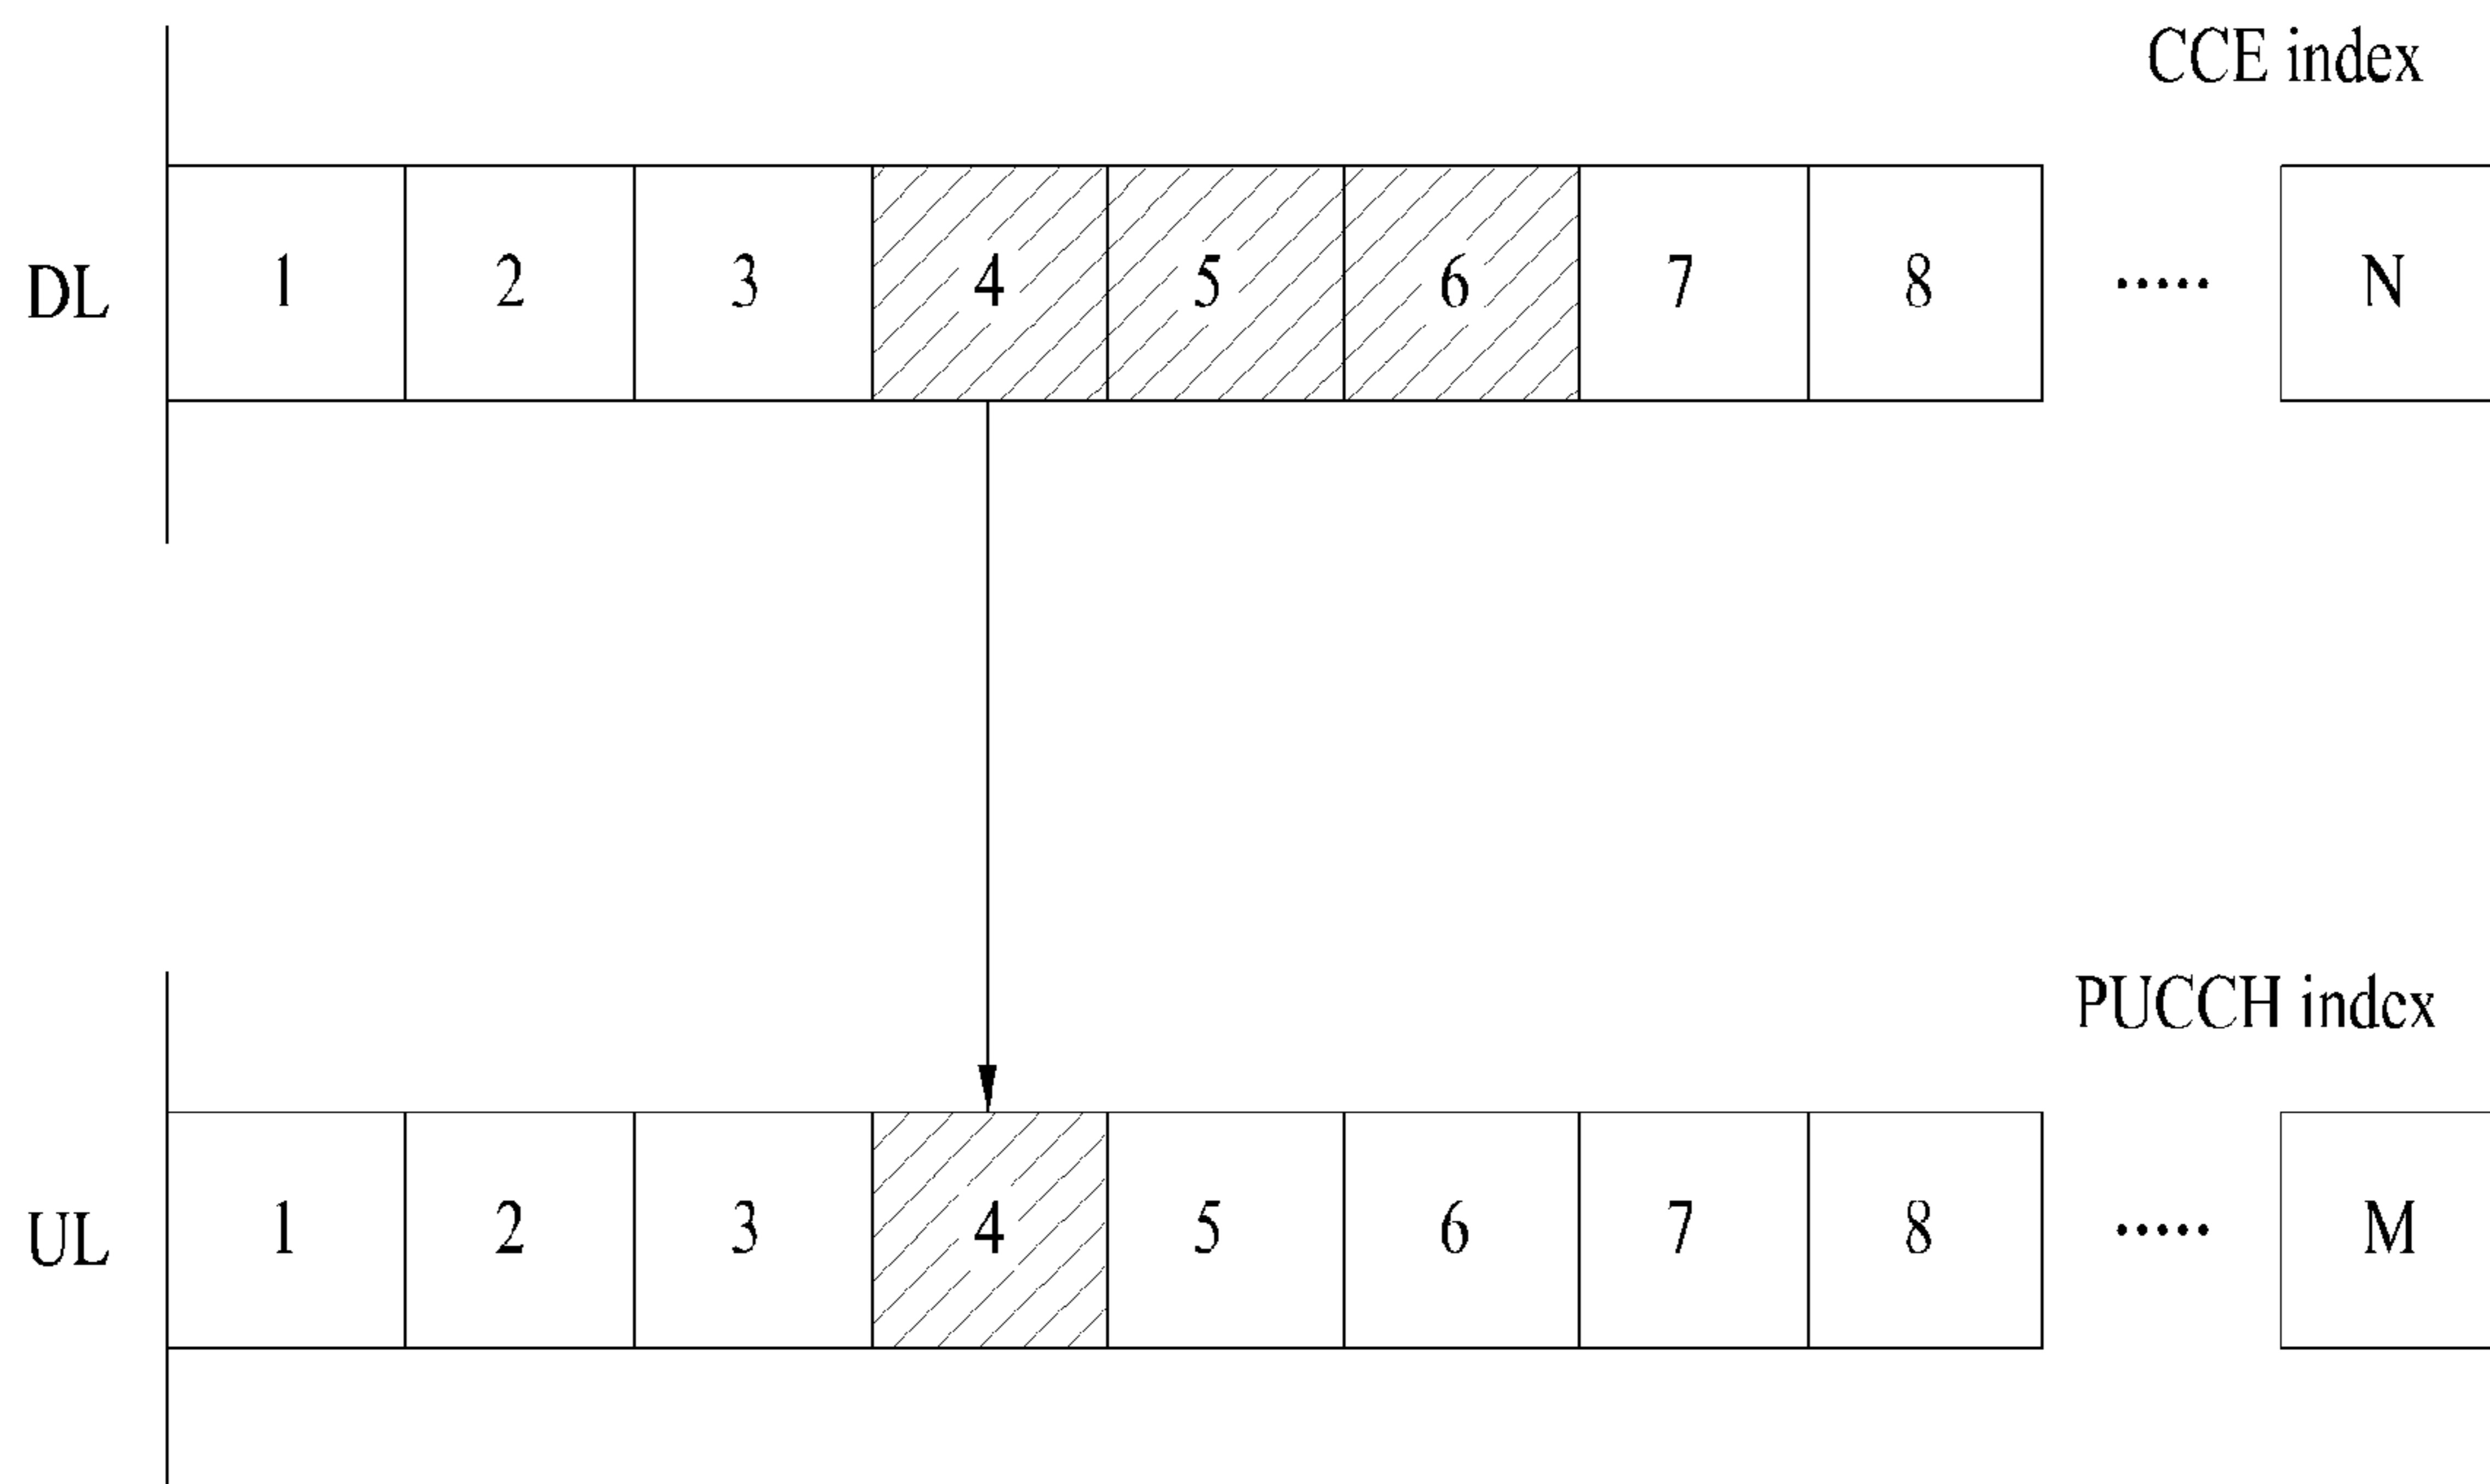 CCE index
DL 1 2 3 4 5 6 7 8 ····· N
PUCCH index
UL 1 2 3 4 5 6 7 8 ····· M